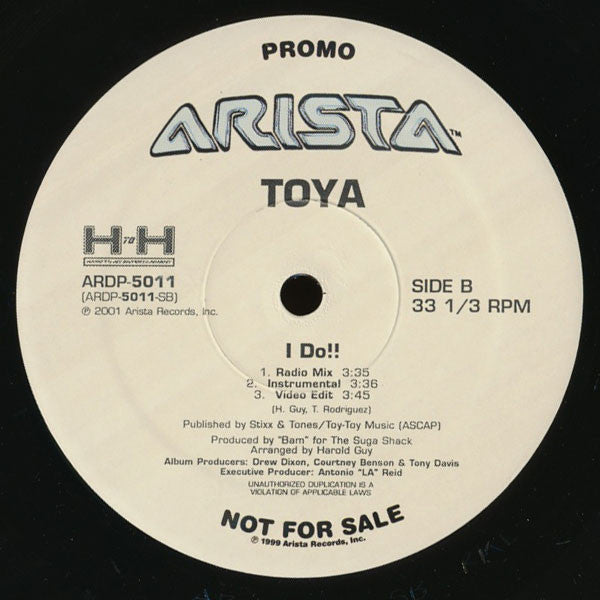 PROMO
ARISTA™
TOYA
H TO H
ARDP-5011
(ARDP-5011-SB)
℗ 2001 Arista Records, Inc.
SIDE B
33 1/3 RPM
I Do!!
1. Radio Mix 3:35
2. Instrumental 3:36
3. Video Edit 3:45
(H. Guy, T. Rodriguez)
Published by Stixx & Tones/Toy-Toy Music (ASCAP)
Produced by "Bam" for The Suga Shack
Arranged by Harold Guy
Album Producers: Drew Dixon, Courtney Benson & Tony Davis
Executive Producer: Antonio "LA" Reid
UNAUTHORIZED DUPLICATION IS A
VIOLATION OF APPLICABLE LAWS
NOT FOR SALE
℗ 1999 Arista Records, Inc.